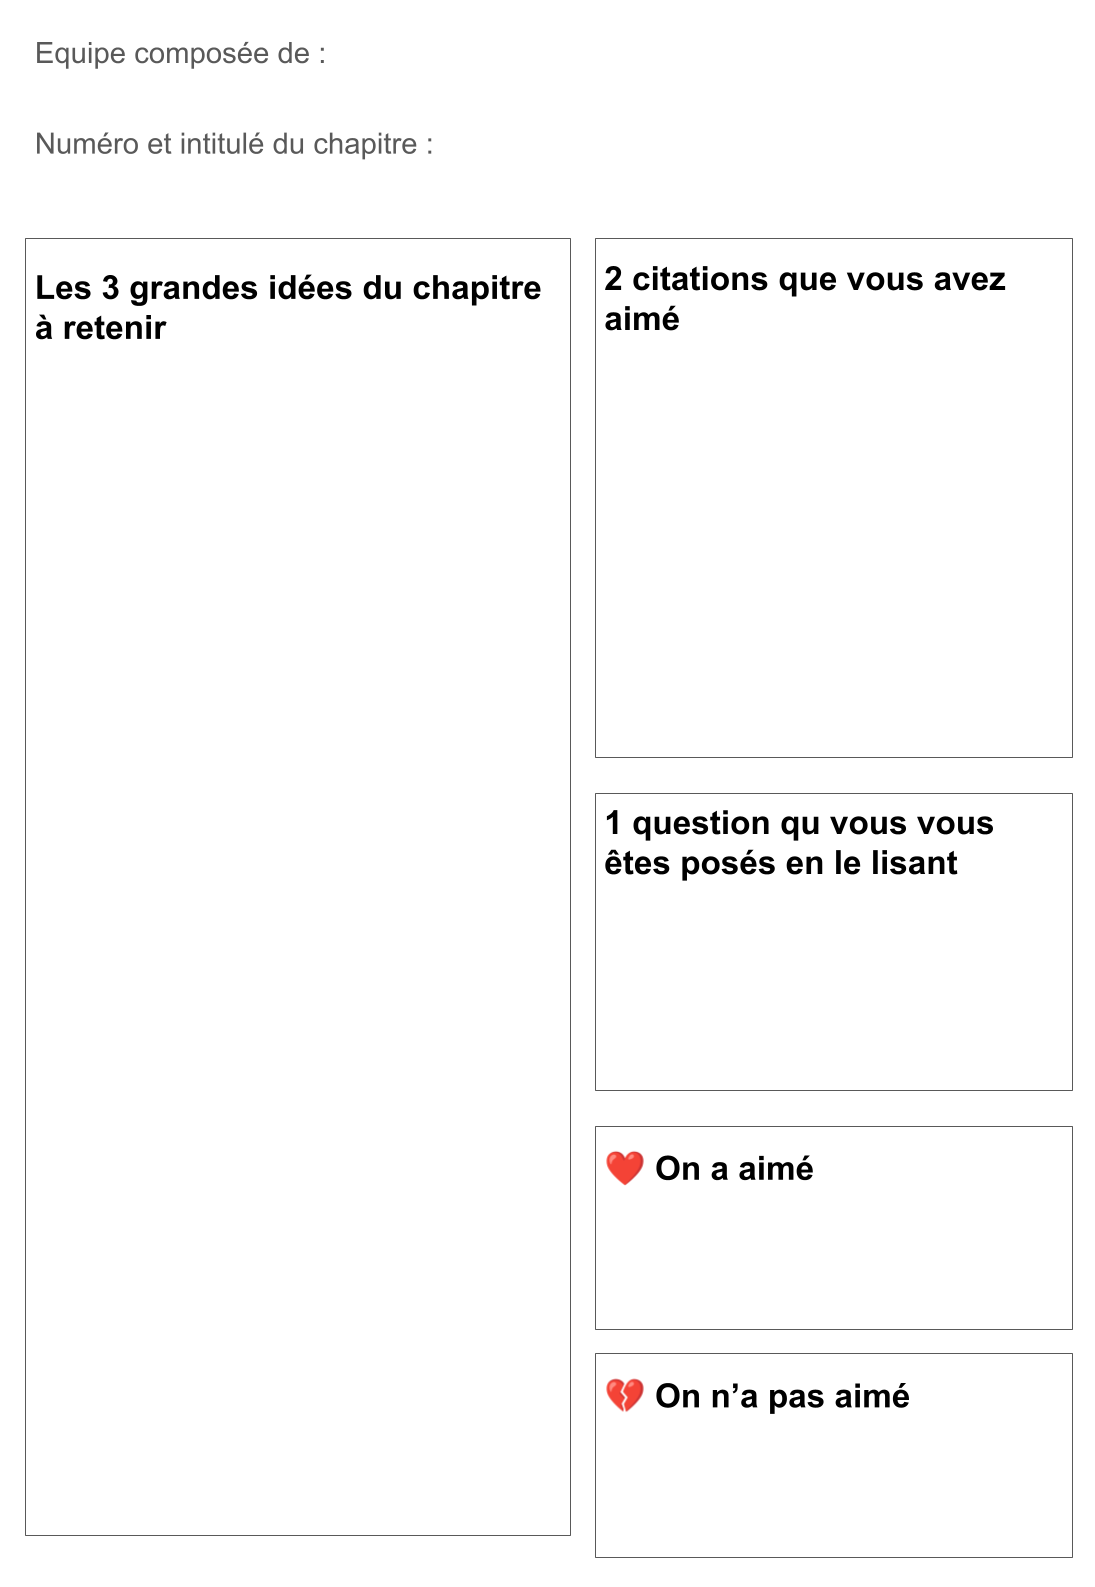 Equipe composée de :
Numéro et intitulé du chapitre :
Les 3 grandes idées du chapitre
à retenir
2 citations que vous avez
aimé
1 question qu vous vous
êtes posés en le lisant
❤️ On a aimé
💔 On n’a pas aimé